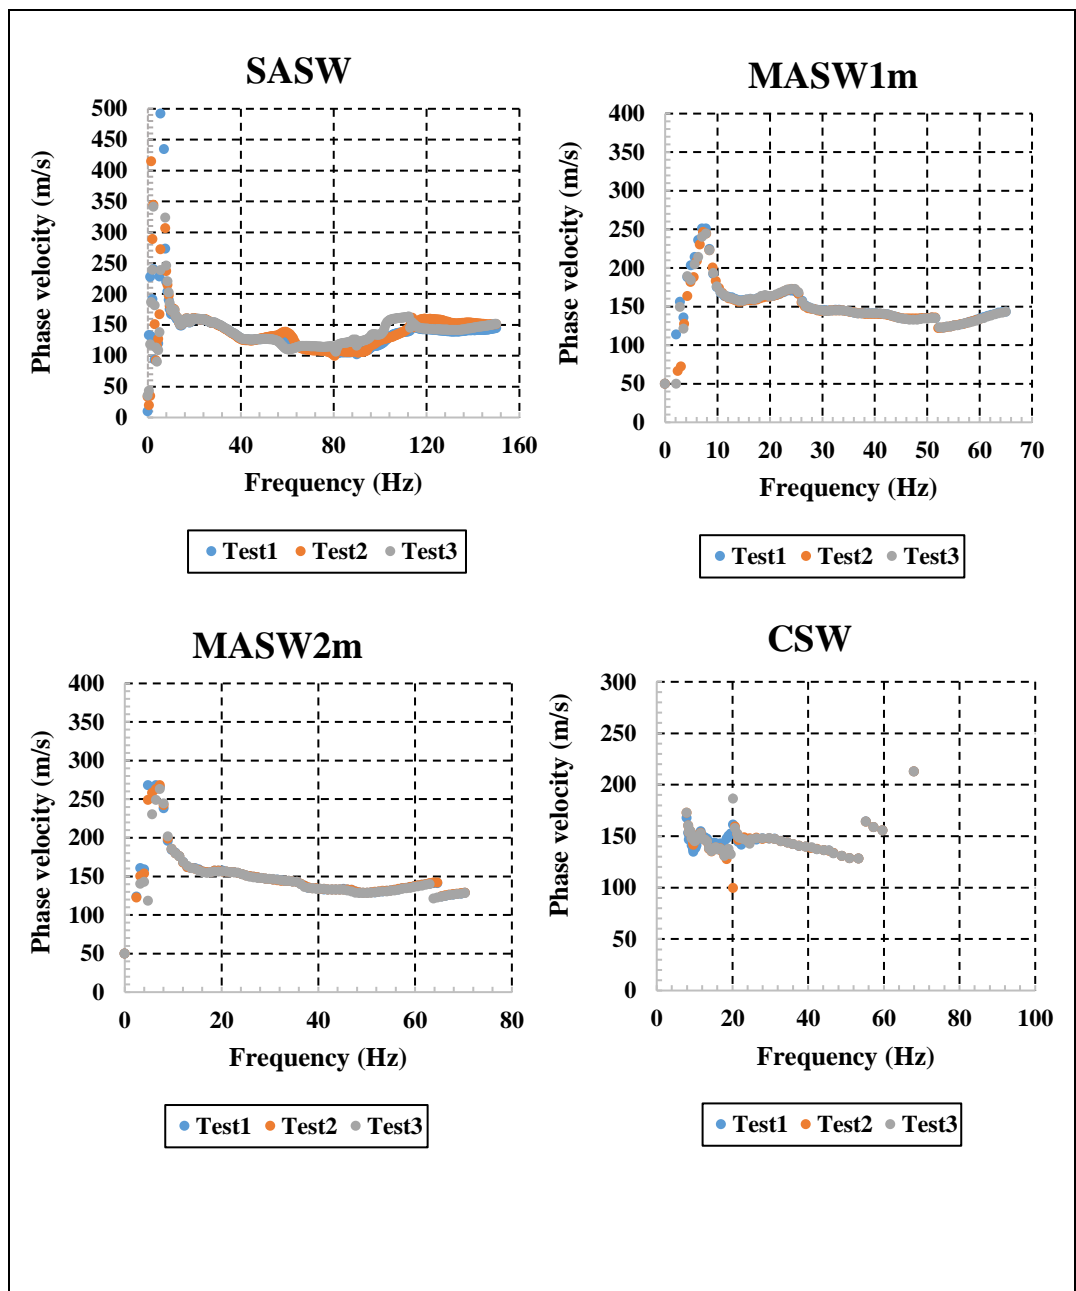 SASW
500
450
400
350
300
250
200
150
100
50
0
Phase velocity (m/s)
0 40 80 120 160
Frequency (Hz)
Test1 Test2 Test3
MASW1m
400
350
300
250
200
150
100
50
0
Phase velocity (m/s)
0 10 20 30 40 50 60 70
Frequency (Hz)
Test1 Test2 Test3
MASW2m
400
350
300
250
200
150
100
50
0
Phase velocity (m/s)
0 20 40 60 80
Frequency (Hz)
Test1 Test2 Test3
CSW
300
250
200
150
100
50
0
Phase velocity (m/s)
0 20 40 60 80 100
Frequency (Hz)
Test1 Test2 Test3